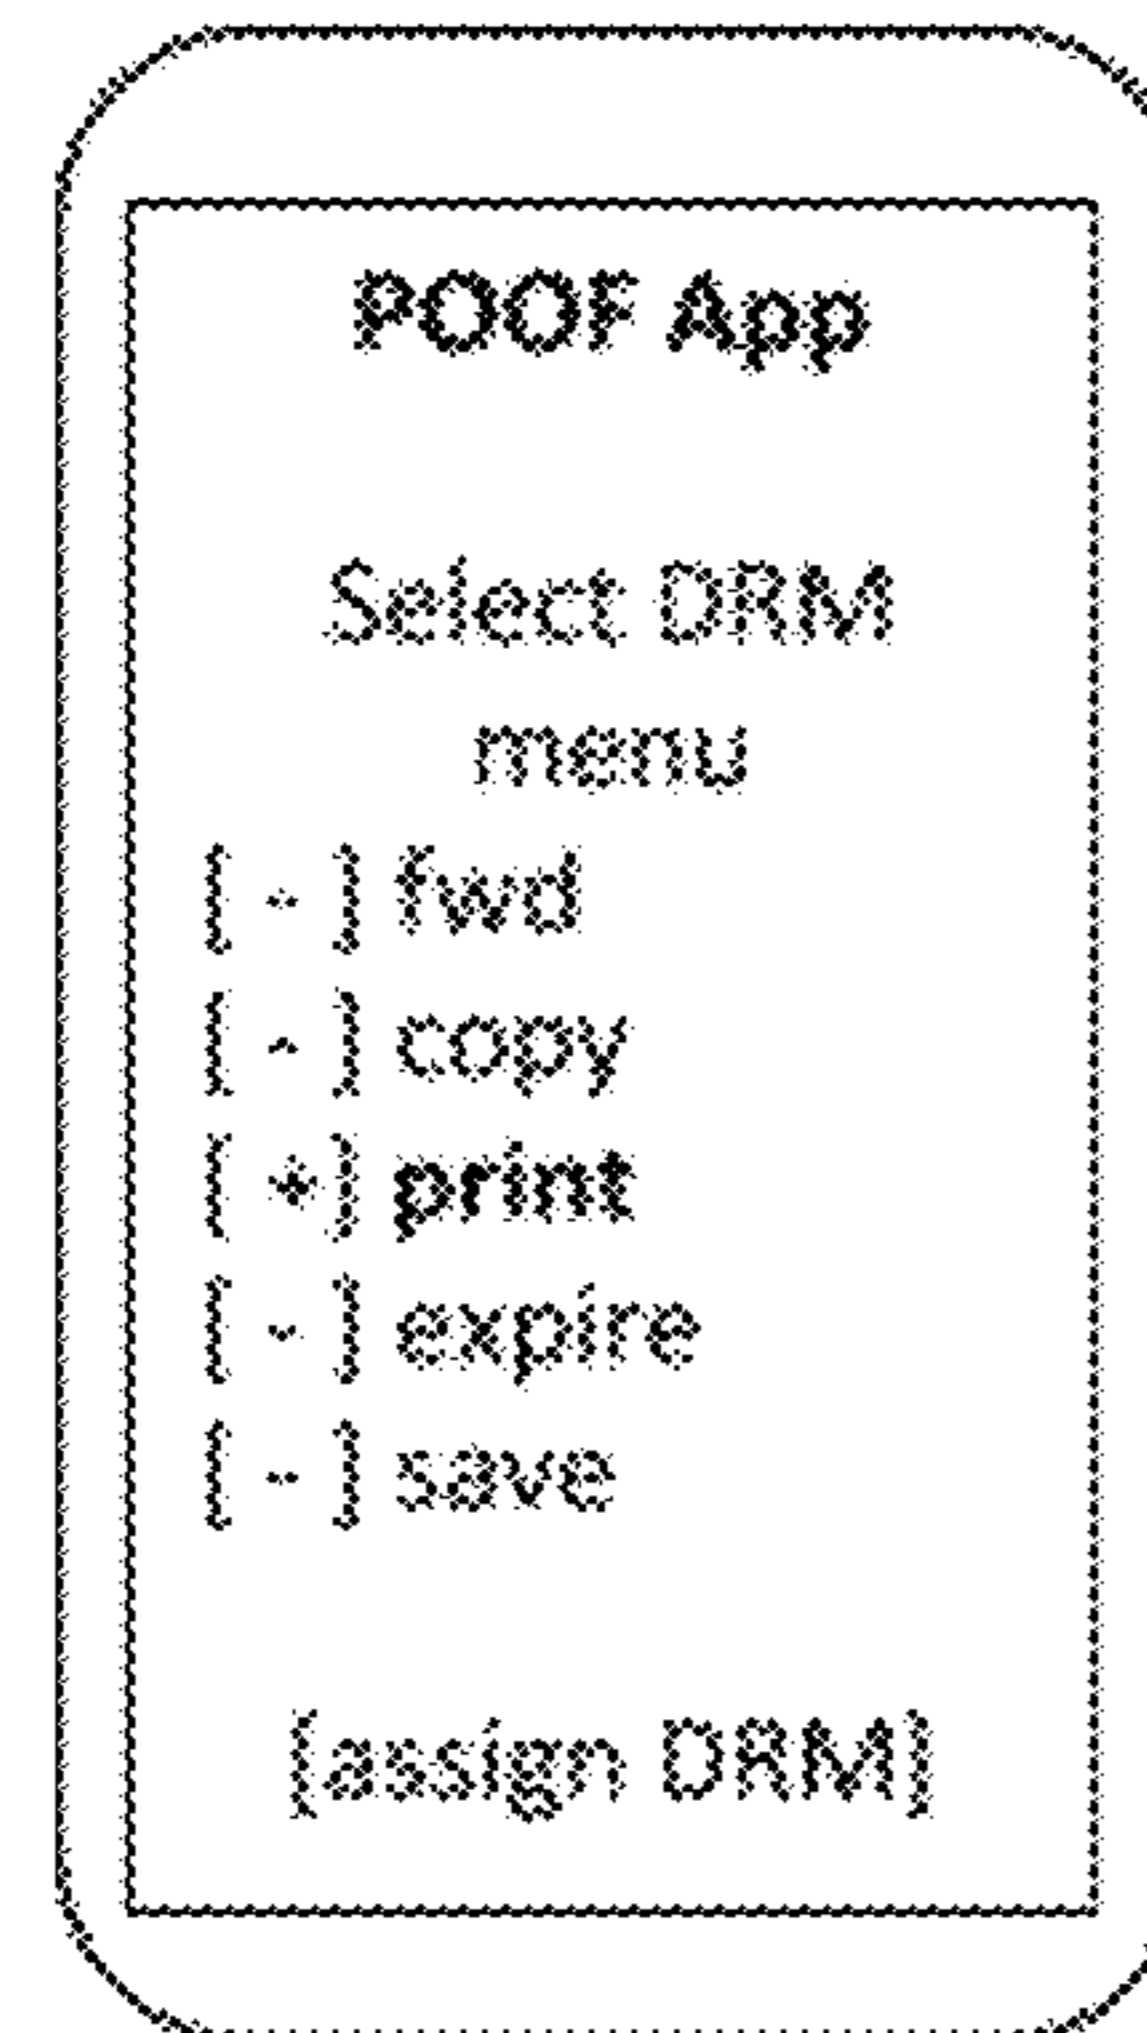 POOF App
Select DRM
menu
[ - ] fwd
[ - ] copy
[ *] print
[ - ] expire
[ - ] save
[assign DRM]